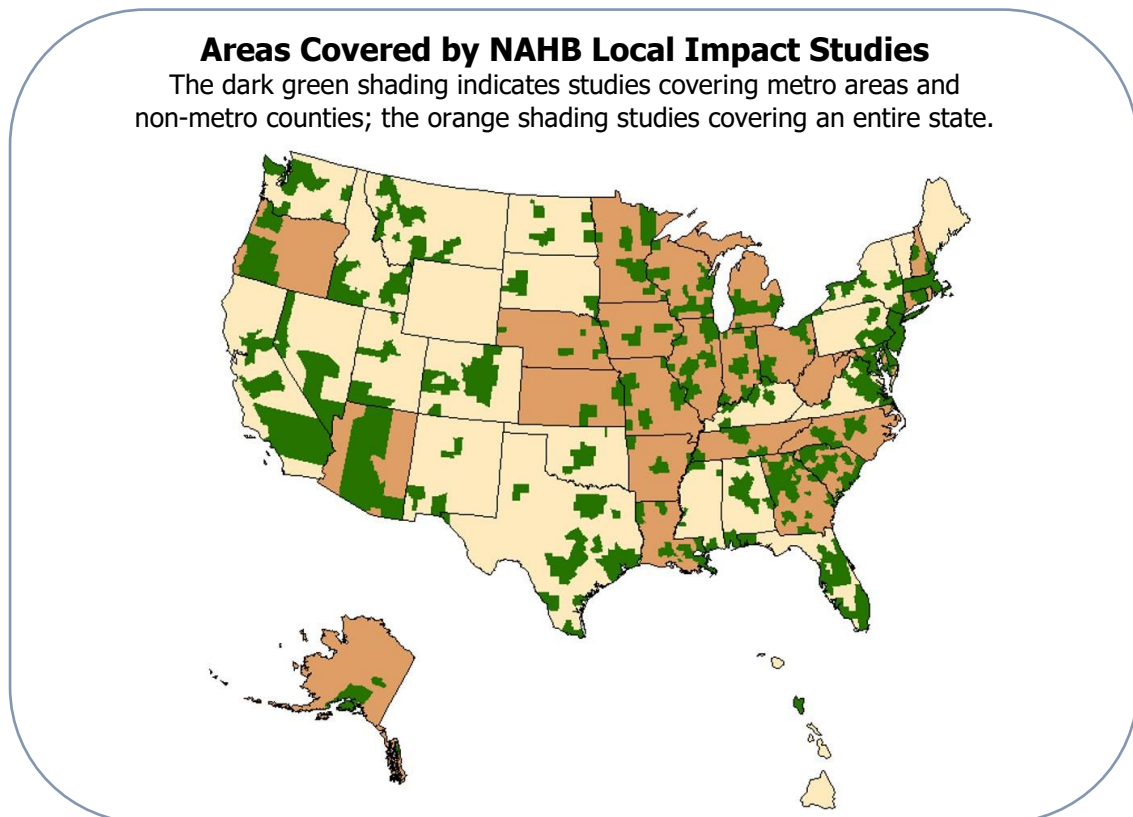 Areas Covered by NAHB Local Impact Studies
The dark green shading indicates studies covering metro areas and
non-metro counties; the orange shading studies covering an entire state.